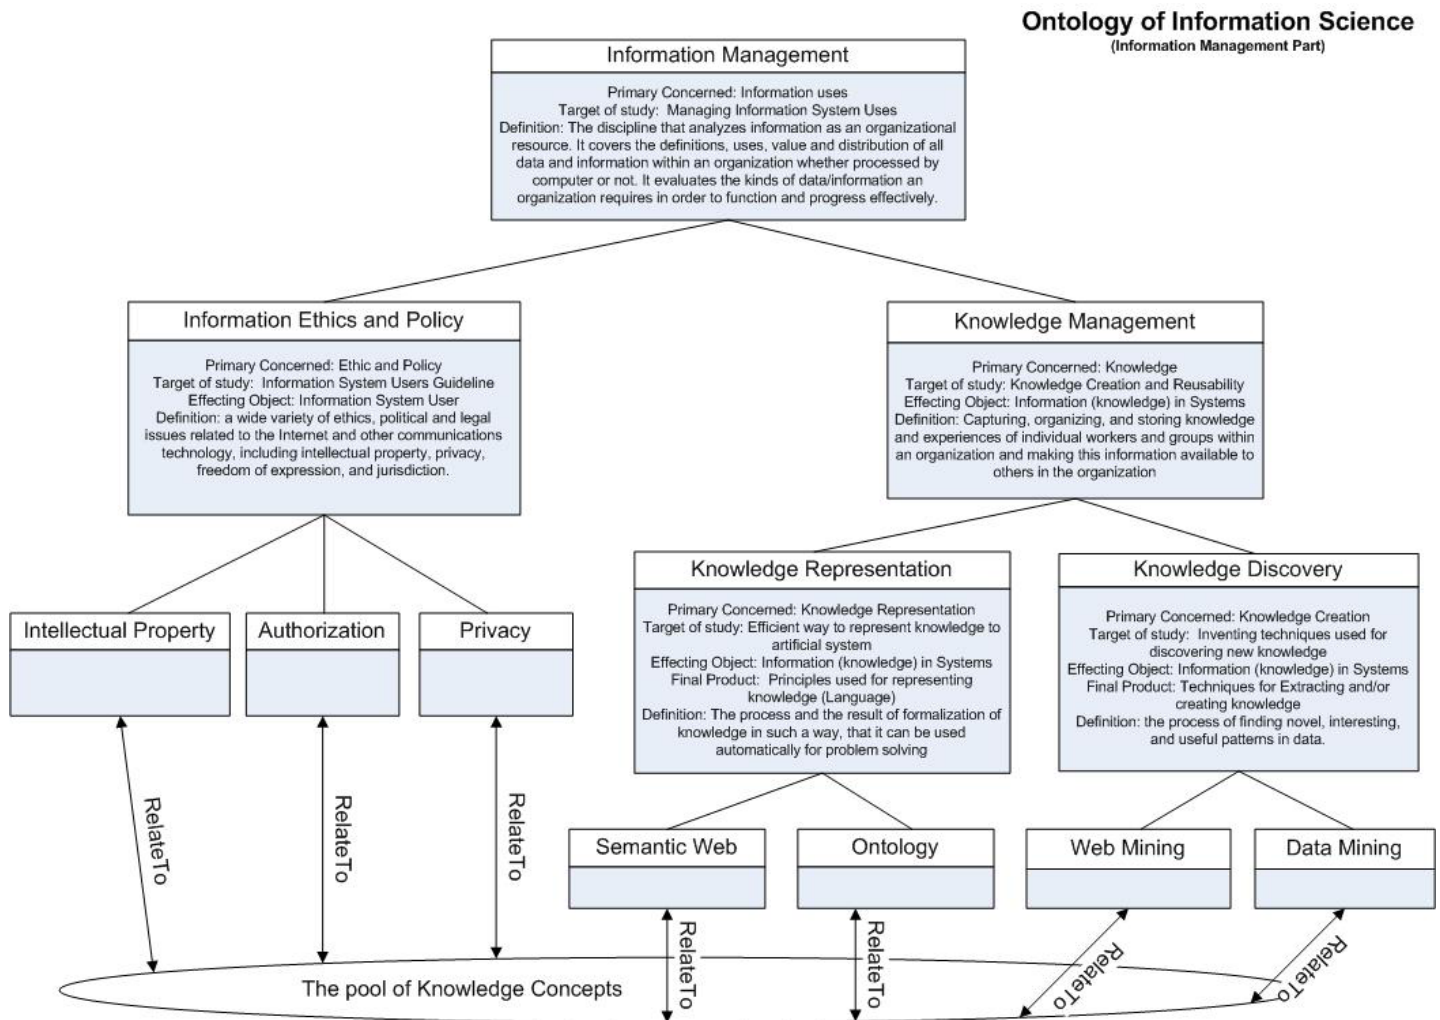 Ontology of Information Science
(Information Management Part)
Information Management
Primary Concerned: Information uses
Target of study: Managing Information System Uses
Definition: The discipline that analyzes information as an organizational
resource. It covers the definitions, uses, value and distribution of all
data and information within an organization whether processed by
computer or not. It evaluates the kinds of data/information an
organization requires in order to function and progress effectively.
Information Ethics and Policy
Primary Concerned: Ethic and Policy
Target of study: Information System Users Guideline
Effecting Object: Information System User
Definition: a wide variety of ethics, political and legal
issues related to the Internet and other communications
technology, including intellectual property, privacy,
freedom of expression, and jurisdiction.
Knowledge Management
Primary Concerned: Knowledge
Target of study: Knowledge Creation and Reusability
Effecting Object: Information (knowledge) in Systems
Definition: Capturing, organizing, and storing knowledge
and experiences of individual workers and groups within
an organization and making this information available to
others in the organization
Intellectual Property
Authorization
Privacy
Knowledge Representation
Primary Concerned: Knowledge Representation
Target of study: Efficient way to represent knowledge to
artificial system
Effecting Object: Information (knowledge) in Systems
Final Product: Principles used for representing
knowledge (Language)
Definition: The process and the result of formalization of
knowledge in such a way, that it can be used
automatically for problem solving
Knowledge Discovery
Primary Concerned: Knowledge Creation
Target of study: Inventing techniques used for
discovering new knowledge
Effecting Object: Information (knowledge) in Systems
Final Product: Techniques for Extracting and/or
creating knowledge
Definition: the process of finding novel, interesting,
and useful patterns in data.
Semantic Web
Ontology
Web Mining
Data Mining
RelateTo
RelateTo
RelateTo
RelateTo
RelateTo
RelateTo
RelateTo
The pool of Knowledge Concepts